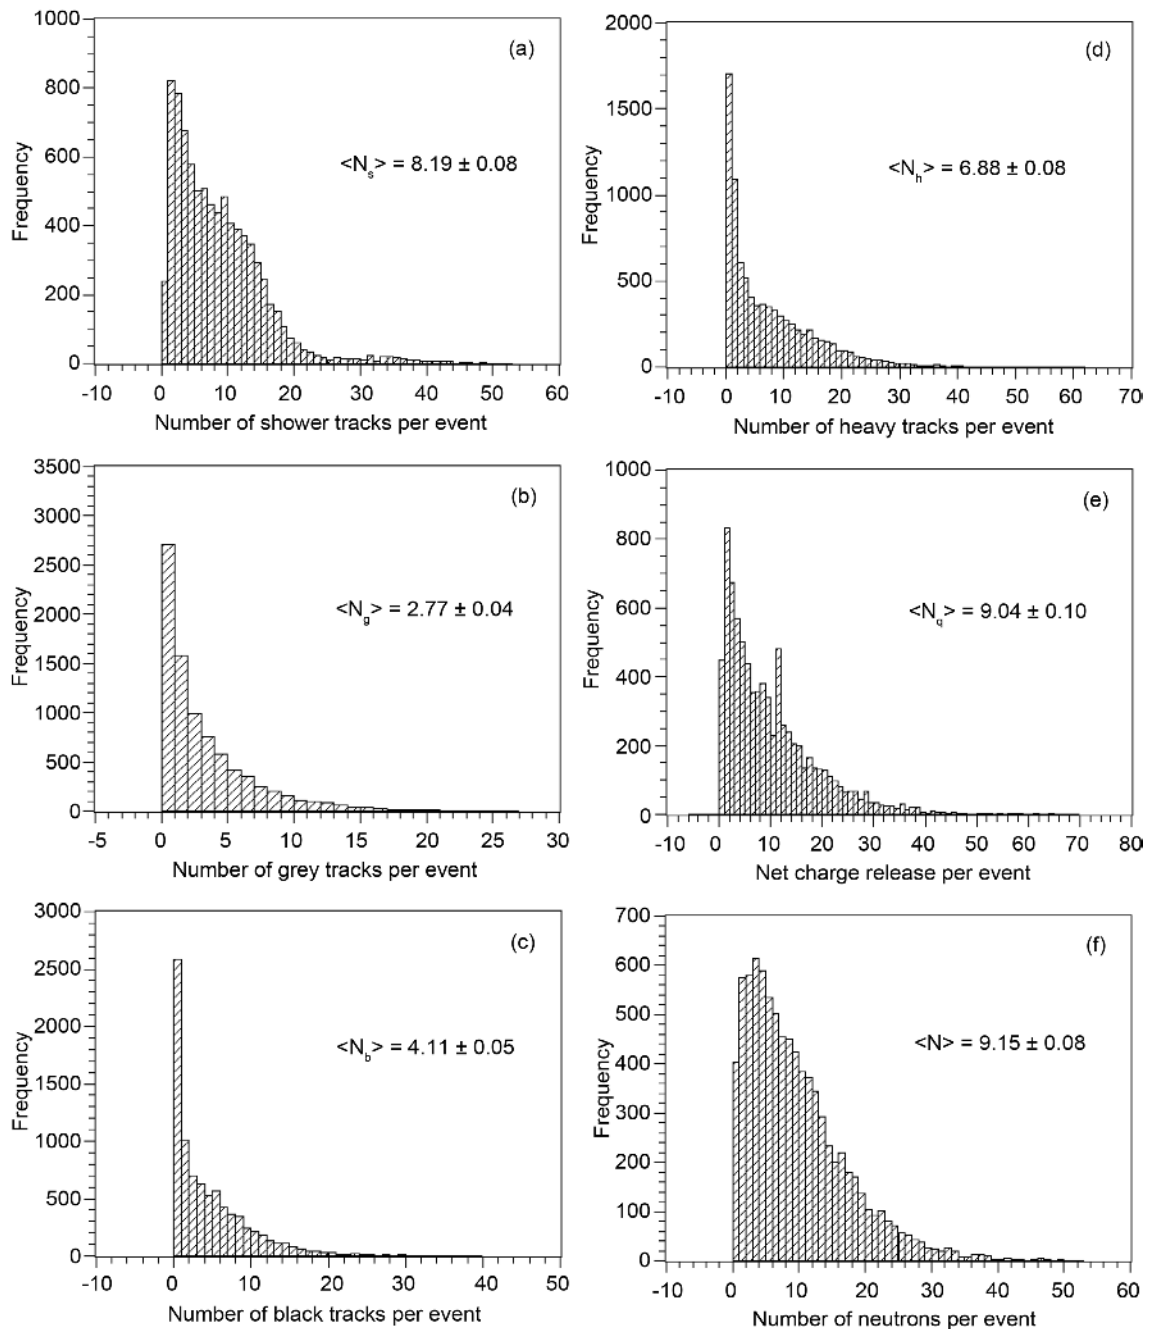 (a)
<Nₛ> = 8.19 ± 0.08
Frequency
1000
800
600
400
200
0
-10 0 10 20 30 40 50 60
Number of shower tracks per event
(d)
<Nₕ> = 6.88 ± 0.08
Frequency
2000
1500
1000
500
0
-10 0 10 20 30 40 50 60 70
Number of heavy tracks per event
(b)
<N_g> = 2.77 ± 0.04
Frequency
3500
3000
2500
2000
1500
1000
500
0
-5 0 5 10 15 20 25 30
Number of grey tracks per event
(e)
<N_q> = 9.04 ± 0.10
Frequency
1000
800
600
400
200
0
-10 0 10 20 30 40 50 60 70 80
Net charge release per event
(c)
<N_b> = 4.11 ± 0.05
Frequency
3000
2500
2000
1500
1000
500
0
-10 0 10 20 30 40 50
Number of black tracks per event
(f)
<N> = 9.15 ± 0.08
Frequency
700
600
500
400
300
200
100
0
-10 0 10 20 30 40 50 60
Number of neutrons per event